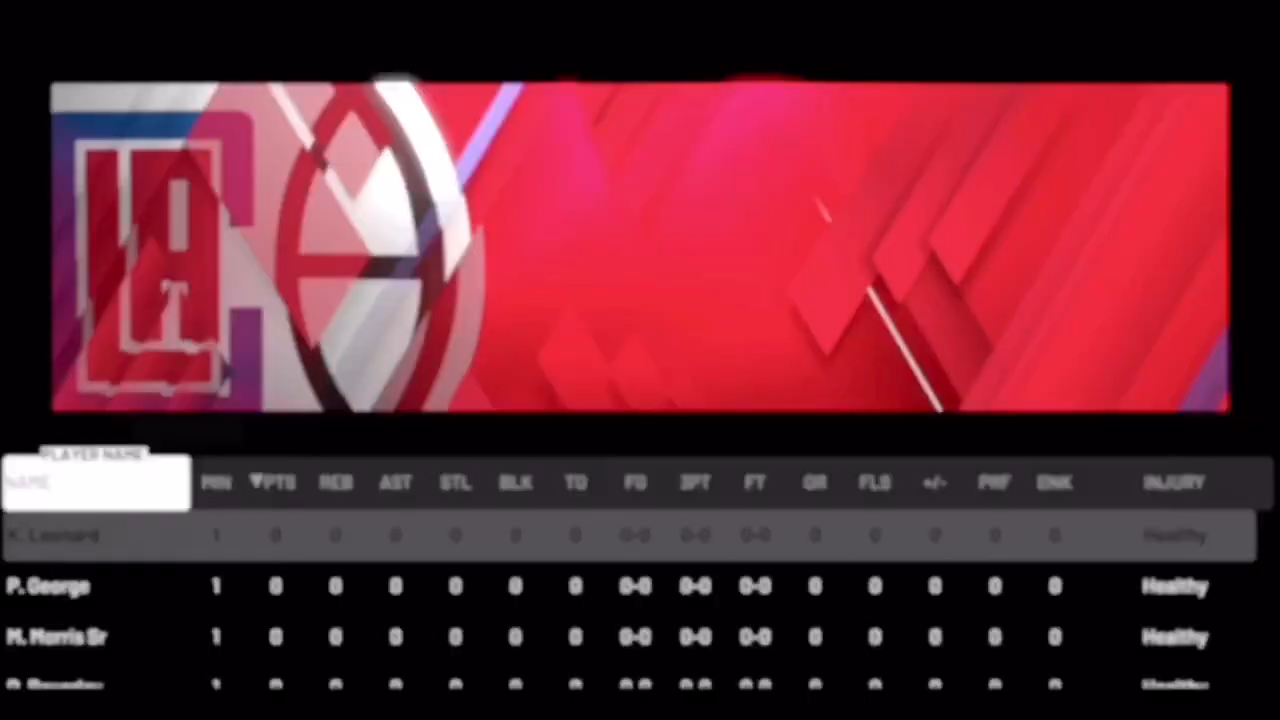 LAC
PLAYER NAME
NAME MIN ▼PTS REB AST STL BLK TO FG 3PT FT OR FLS +/- PRF DNK INJURY
K. Leonard 1 0 0 0 0 0 0 0-0 0-0 0-0 0 0 0 0 0 Healthy
P. George 1 0 0 0 0 0 0 0-0 0-0 0-0 0 0 0 0 0 Healthy
M. Morris Sr 1 0 0 0 0 0 0 0-0 0-0 0-0 0 0 0 0 0 Healthy